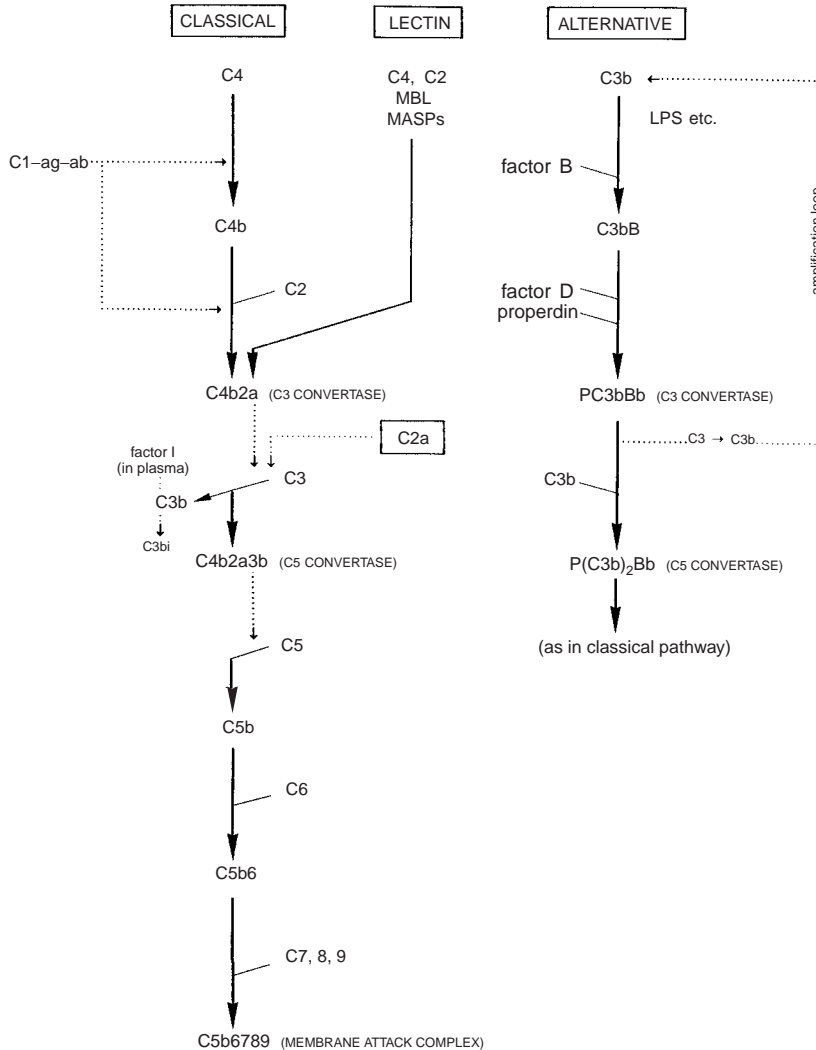 CLASSICAL
LECTIN
ALTERNATIVE
C4
C4, C2
MBL
MASPs
C3b
LPS etc.
C1–ag–ab
factor B
C4b
C3bB
C2
factor D
properdin
amplification loop
C4b2a (C3 CONVERTASE)
PC3bBb (C3 CONVERTASE)
C2a
C3 → C3b
factor I
(in plasma)
C3
C3b
C3b
C3bi
C4b2a3b (C5 CONVERTASE)
P(C3b)₂Bb (C5 CONVERTASE)
C5
(as in classical pathway)
C5b
C6
C5b6
C7, 8, 9
C5b6789 (MEMBRANE ATTACK COMPLEX)